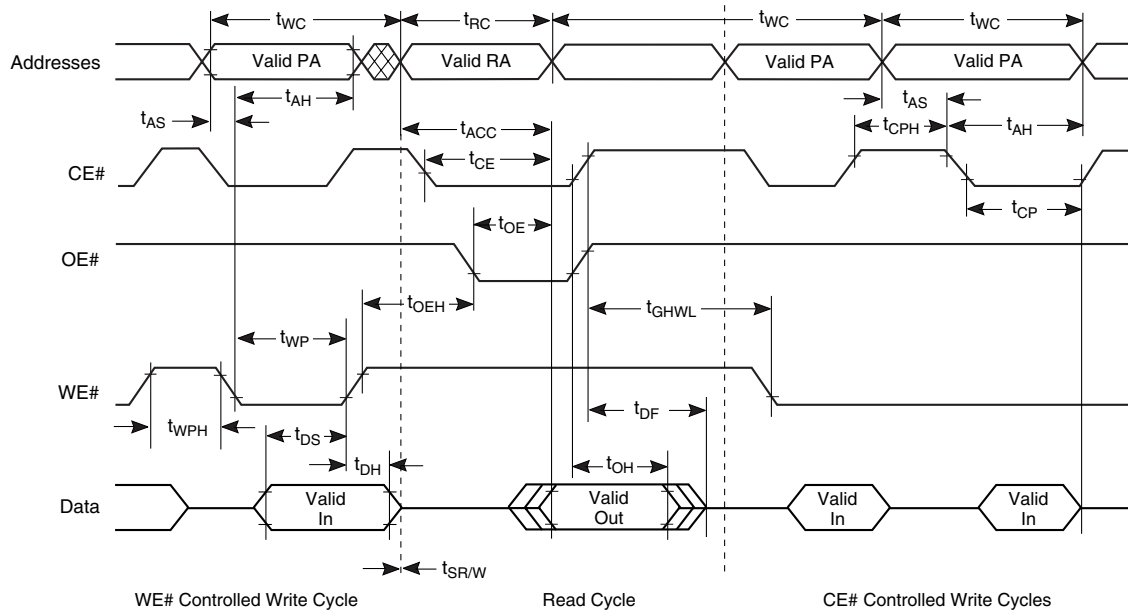 tWC tRC tWC tWC
Addresses Valid PA Valid RA Valid PA Valid PA
tAH tAS
tAS tACC tCPH tAH
CE# tCE
tCP
tOE
OE#
tOEH tGHWL
tWP
WE#
tDF
tWPH tDS
tDH tOH
Data Valid In Valid Out Valid In Valid In
tSR/W
WE# Controlled Write Cycle Read Cycle CE# Controlled Write Cycles